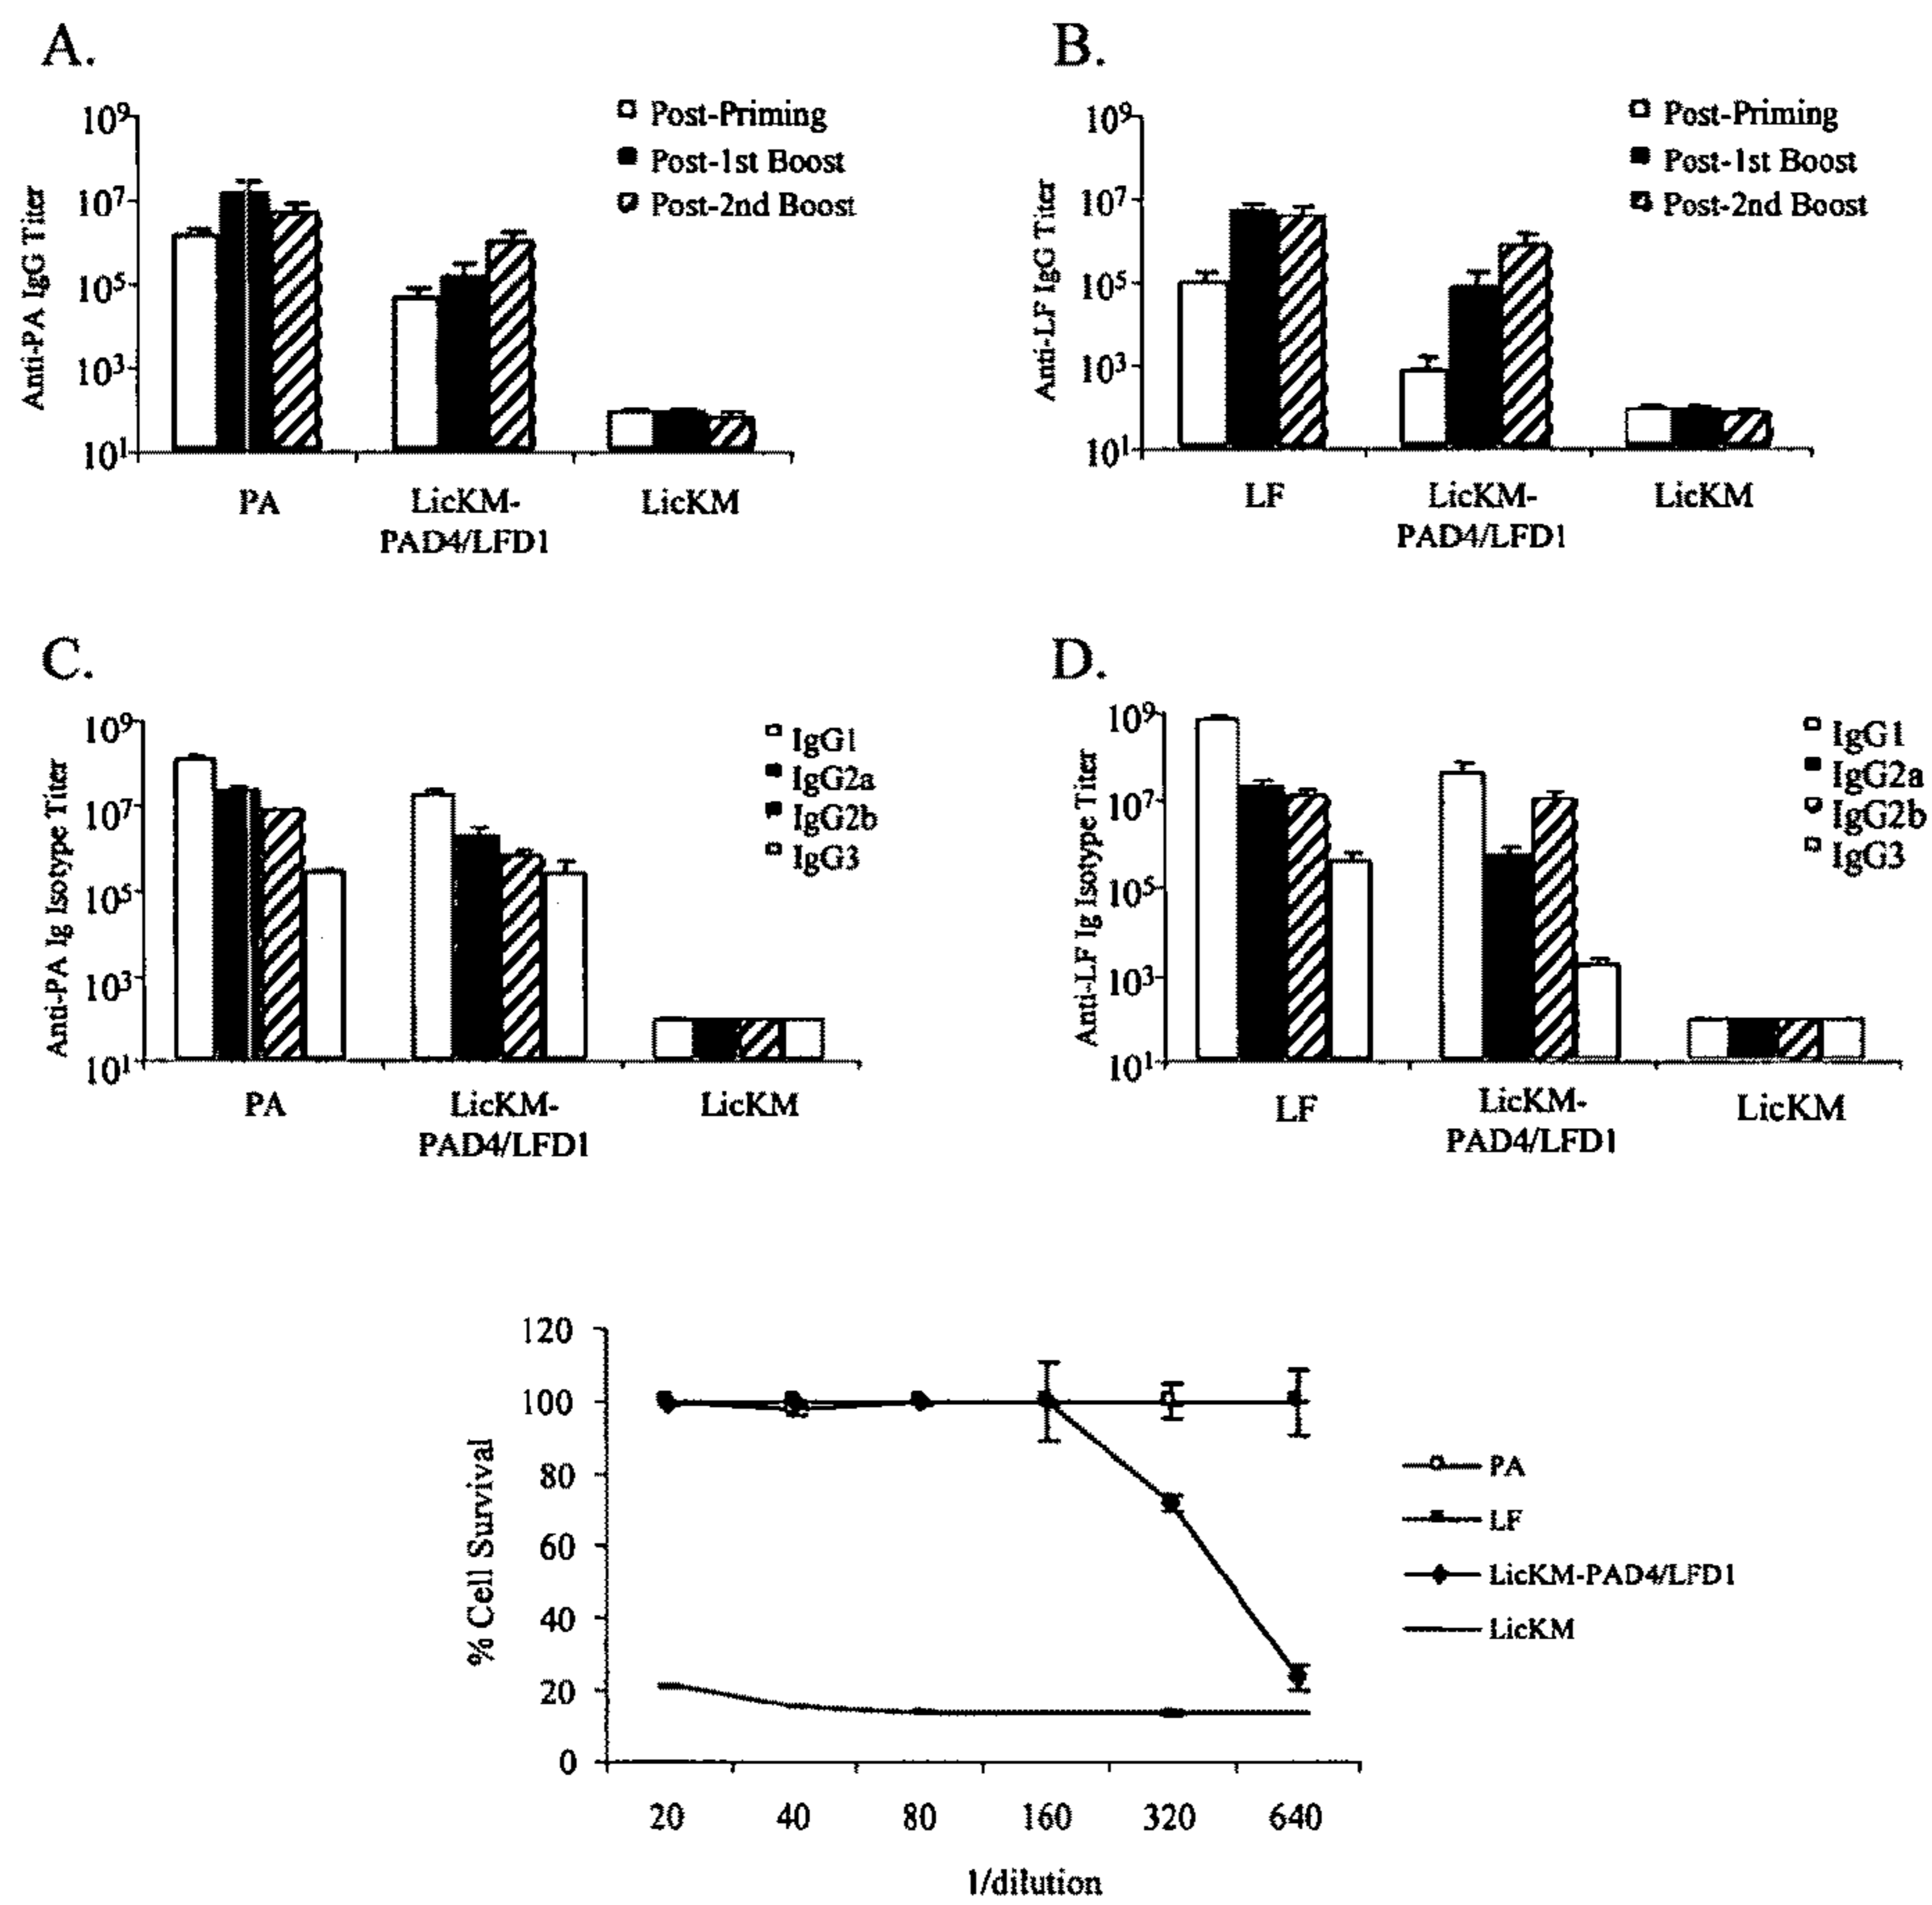 A.
10⁹
10⁷
10⁵
10³
10¹
Anti-PA IgG Titer
Post-Priming
Post-1st Boost
Post-2nd Boost
PA
LicKM-
PAD4/LFD1
LicKM
B.
10⁹
10⁷
10⁵
10³
10¹
Anti-LF IgG Titer
Post-Priming
Post-1st Boost
Post-2nd Boost
LF
LicKM-
PAD4/LFD1
LicKM
C.
10⁹
10⁷
10⁵
10³
10¹
Anti-PA Ig Isotype Titer
IgG1
IgG2a
IgG2b
IgG3
PA
LicKM-
PAD4/LFD1
LicKM
D.
10⁹
10⁷
10⁵
10³
10¹
Anti-LF Ig Isotype Titer
IgG1
IgG2a
IgG2b
IgG3
LF
LicKM-
PAD4/LFD1
LicKM
120
100
80
60
40
20
0
% Cell Survival
20 40 80 160 320 640
1/dilution
PA
LF
LicKM-PAD4/LFD1
LicKM